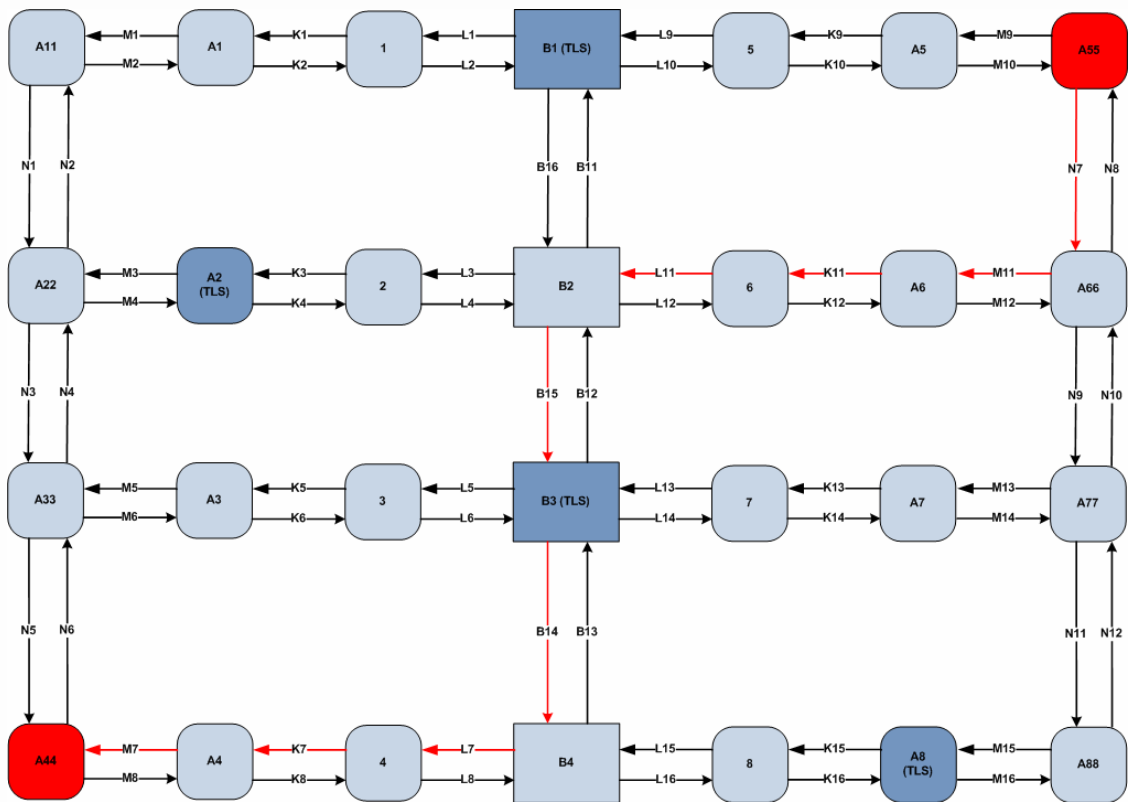 A11
M1
M2
A1
K1
K2
1
L1
L2
B1 (TLS)
L9
L10
5
K9
K10
A5
M9
M10
A55
N1
N2
B16
B11
N7
N8
A22
M3
M4
A2
(TLS)
K3
K4
2
L3
L4
B2
L11
L12
6
K11
K12
A6
M11
M12
A66
N3
N4
B15
B12
N9
N10
A33
M5
M6
A3
K5
K6
3
L5
L6
B3 (TLS)
L13
L14
7
K13
K14
A7
M13
M14
A77
N5
N6
B14
B13
N11
N12
A44
M7
M8
A4
K7
K8
4
L7
L8
B4
L15
L16
8
K15
K16
A8
(TLS)
M15
M16
A88